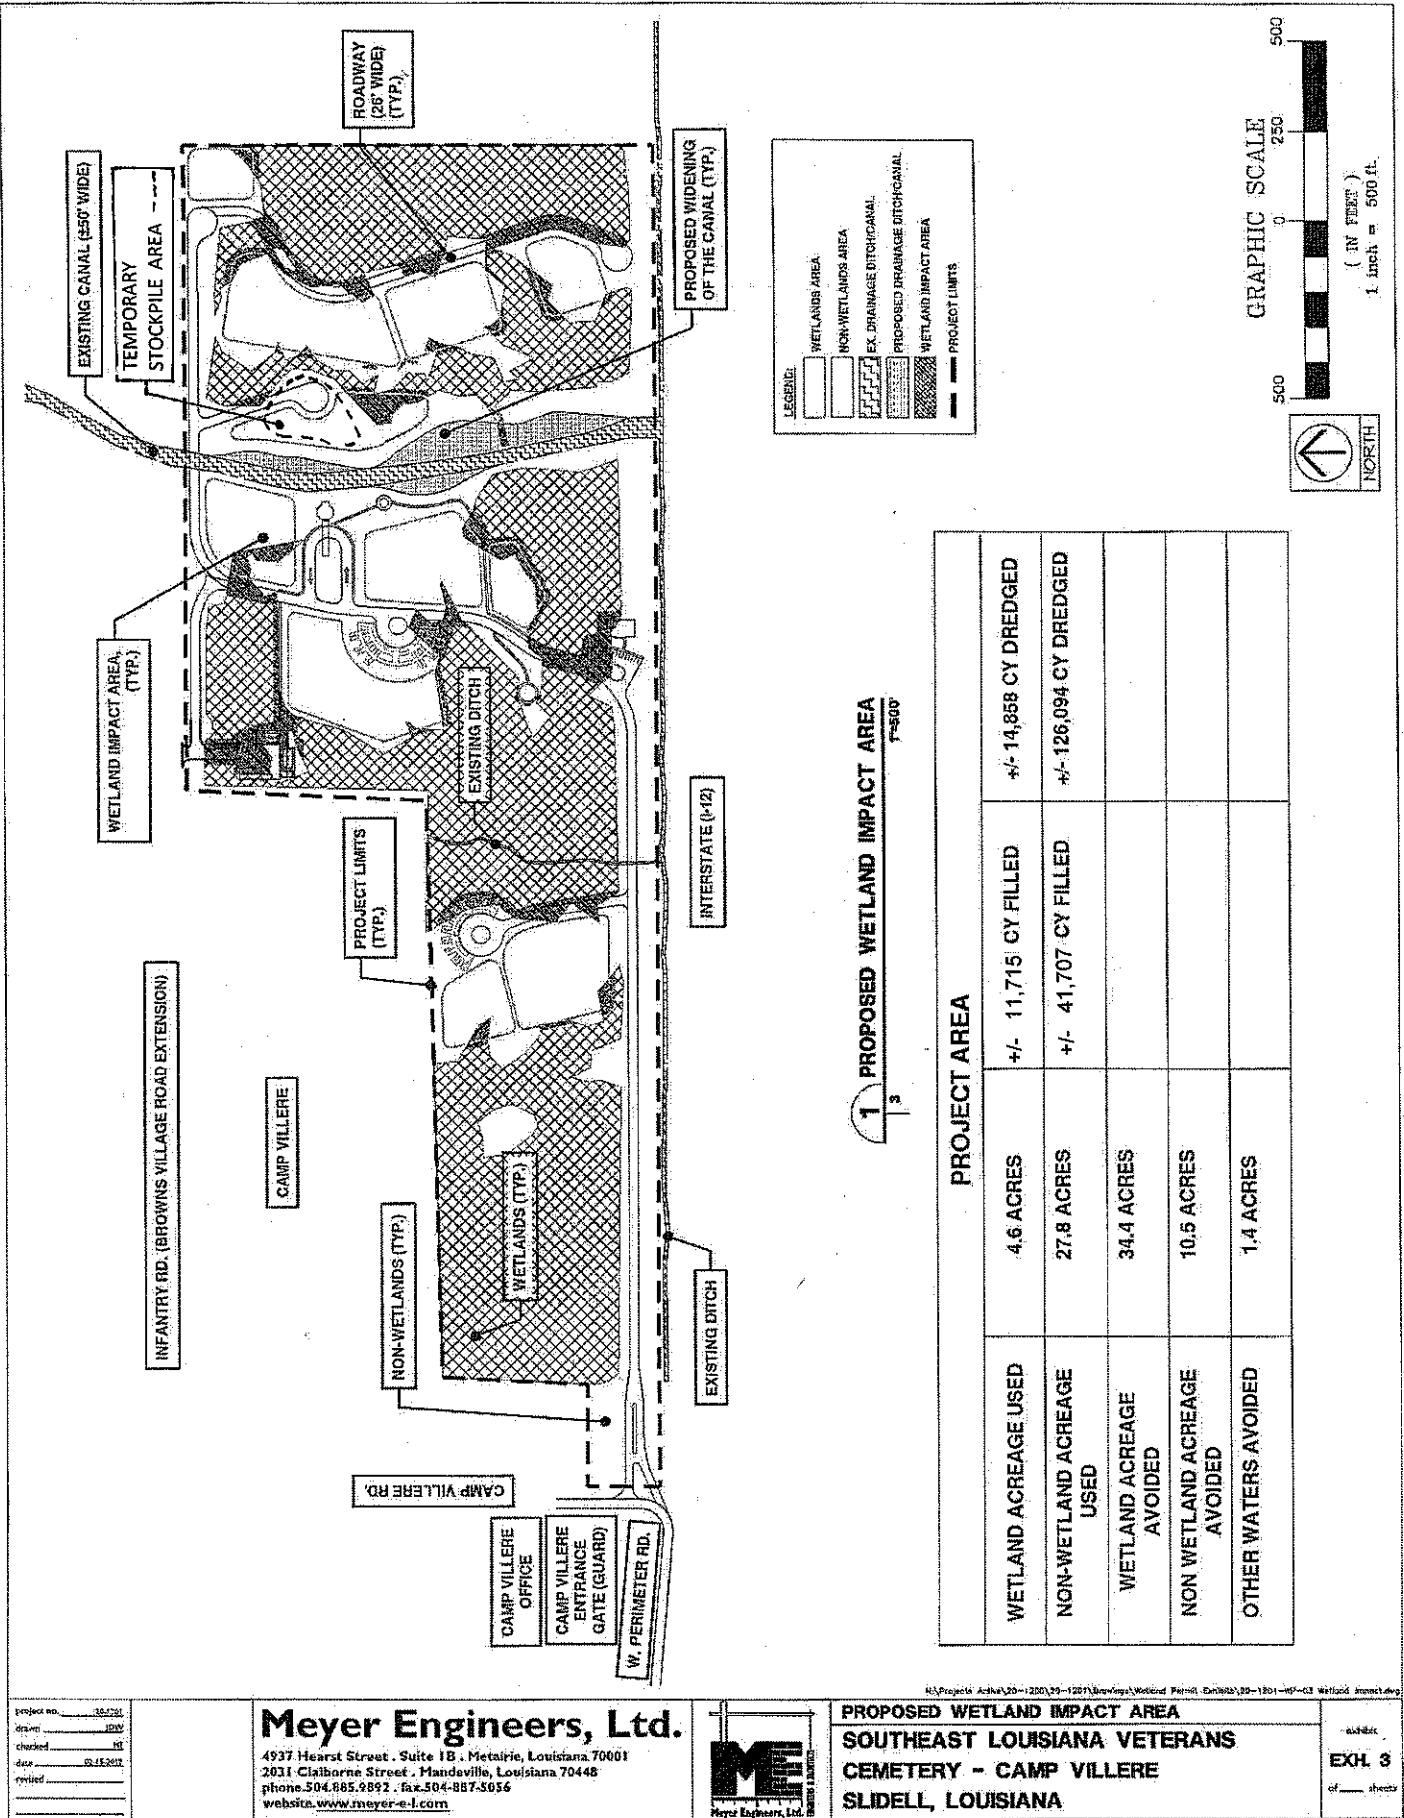 INFANTRY RD. (BROWNS VILLAGE ROAD EXTENSION)
CAMP VILLERE
WETLAND IMPACT AREA,
(TYP.)
EXISTING CANAL (±50' WIDE)
TEMPORARY
STOCKPILE AREA
ROADWAY
(26' WIDE)
(TYP.)
PROJECT LIMITS
(TYP.)
NON-WETLANDS (TYP.)
CAMP VILLERE RD.
CAMP VILLERE
OFFICE
CAMP VILLERE
ENTRANCE
GATE (GUARD)
W. PERIMETER RD.
WETLANDS (TYP.)
EXISTING DITCH
EXISTING DITCH
INTERSTATE (I-12)
PROPOSED WIDENING
OF THE CANAL (TYP.)
LEGEND:
WETLANDS AREA
NON-WETLANDS AREA
EX. DRAINAGE DITCH/CANAL
PROPOSED DRAINAGE DITCH/CANAL
WETLAND IMPACT AREA
PROJECT LIMITS
1 PROPOSED WETLAND IMPACT AREA
3 1"=500'
PROJECT AREA
WETLAND ACREAGE USED 4.6 ACRES +/- 11,715 CY FILLED +/- 14,858 CY DREDGED
NON-WETLAND ACREAGE
USED 27.8 ACRES +/- 41,707 CY FILLED +/- 126,094 CY DREDGED
WETLAND ACREAGE
AVOIDED 34.4 ACRES
NON WETLAND ACREAGE
AVOIDED 10.5 ACRES
OTHER WATERS AVOIDED 1.4 ACRES
NORTH
GRAPHIC SCALE
500 0 250 500
( IN FEET )
1 inch = 500 ft.
project no.
drawn
checked
date 02-15-2012
revised
Meyer Engineers, Ltd.
4937 Hearst Street . Suite 1B . Metairie, Louisiana 70001
2031 Claiborne Street . Mandeville, Louisiana 70448
phone.504.885.9892 . fax.504-887-5056
website.www.meyer-e-l.com
ME
Meyer Engineers, Ltd.
PROPOSED WETLAND IMPACT AREA
SOUTHEAST LOUISIANA VETERANS
CEMETERY - CAMP VILLERE
SLIDELL, LOUISIANA
exhibit
EXH. 3
of ___ sheets